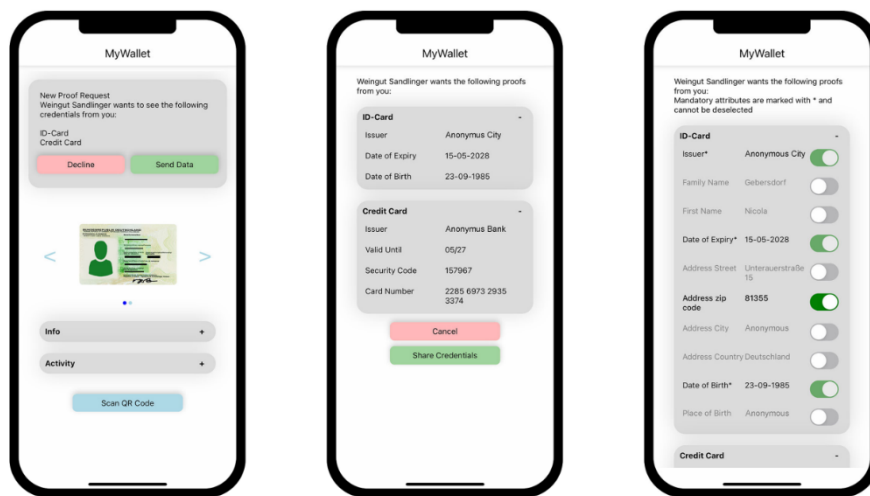 MyWallet
New Proof Request
Weingut Sandlinger wants to see the following
credentials from you:
ID-Card
Credit Card
Decline Send Data
< >
Info +
Activity +
Scan QR Code
MyWallet
Weingut Sandlinger wants the following proofs
from you:
ID-Card -
Issuer Anonymus City
Date of Expiry 15-05-2028
Date of Birth 23-09-1985
Credit Card -
Issuer Anonymus Bank
Valid Until 05/27
Security Code 157967
Card Number 2285 6973 2935
3374
Cancel
Share Credentials
MyWallet
Weingut Sandlinger wants the following proofs
from you:
Mandatory attributes are marked with * and
cannot be deselected
ID-Card -
Issuer* Anonymous City
Family Name Gebersdorf
First Name Nicola
Date of Expiry* 15-05-2028
Address Street Unterauerstraße
15
Address zip 81355
code
Address City Anonymous
Address Country Deutschland
Date of Birth* 23-09-1985
Place of Birth Anonymous
Credit Card -